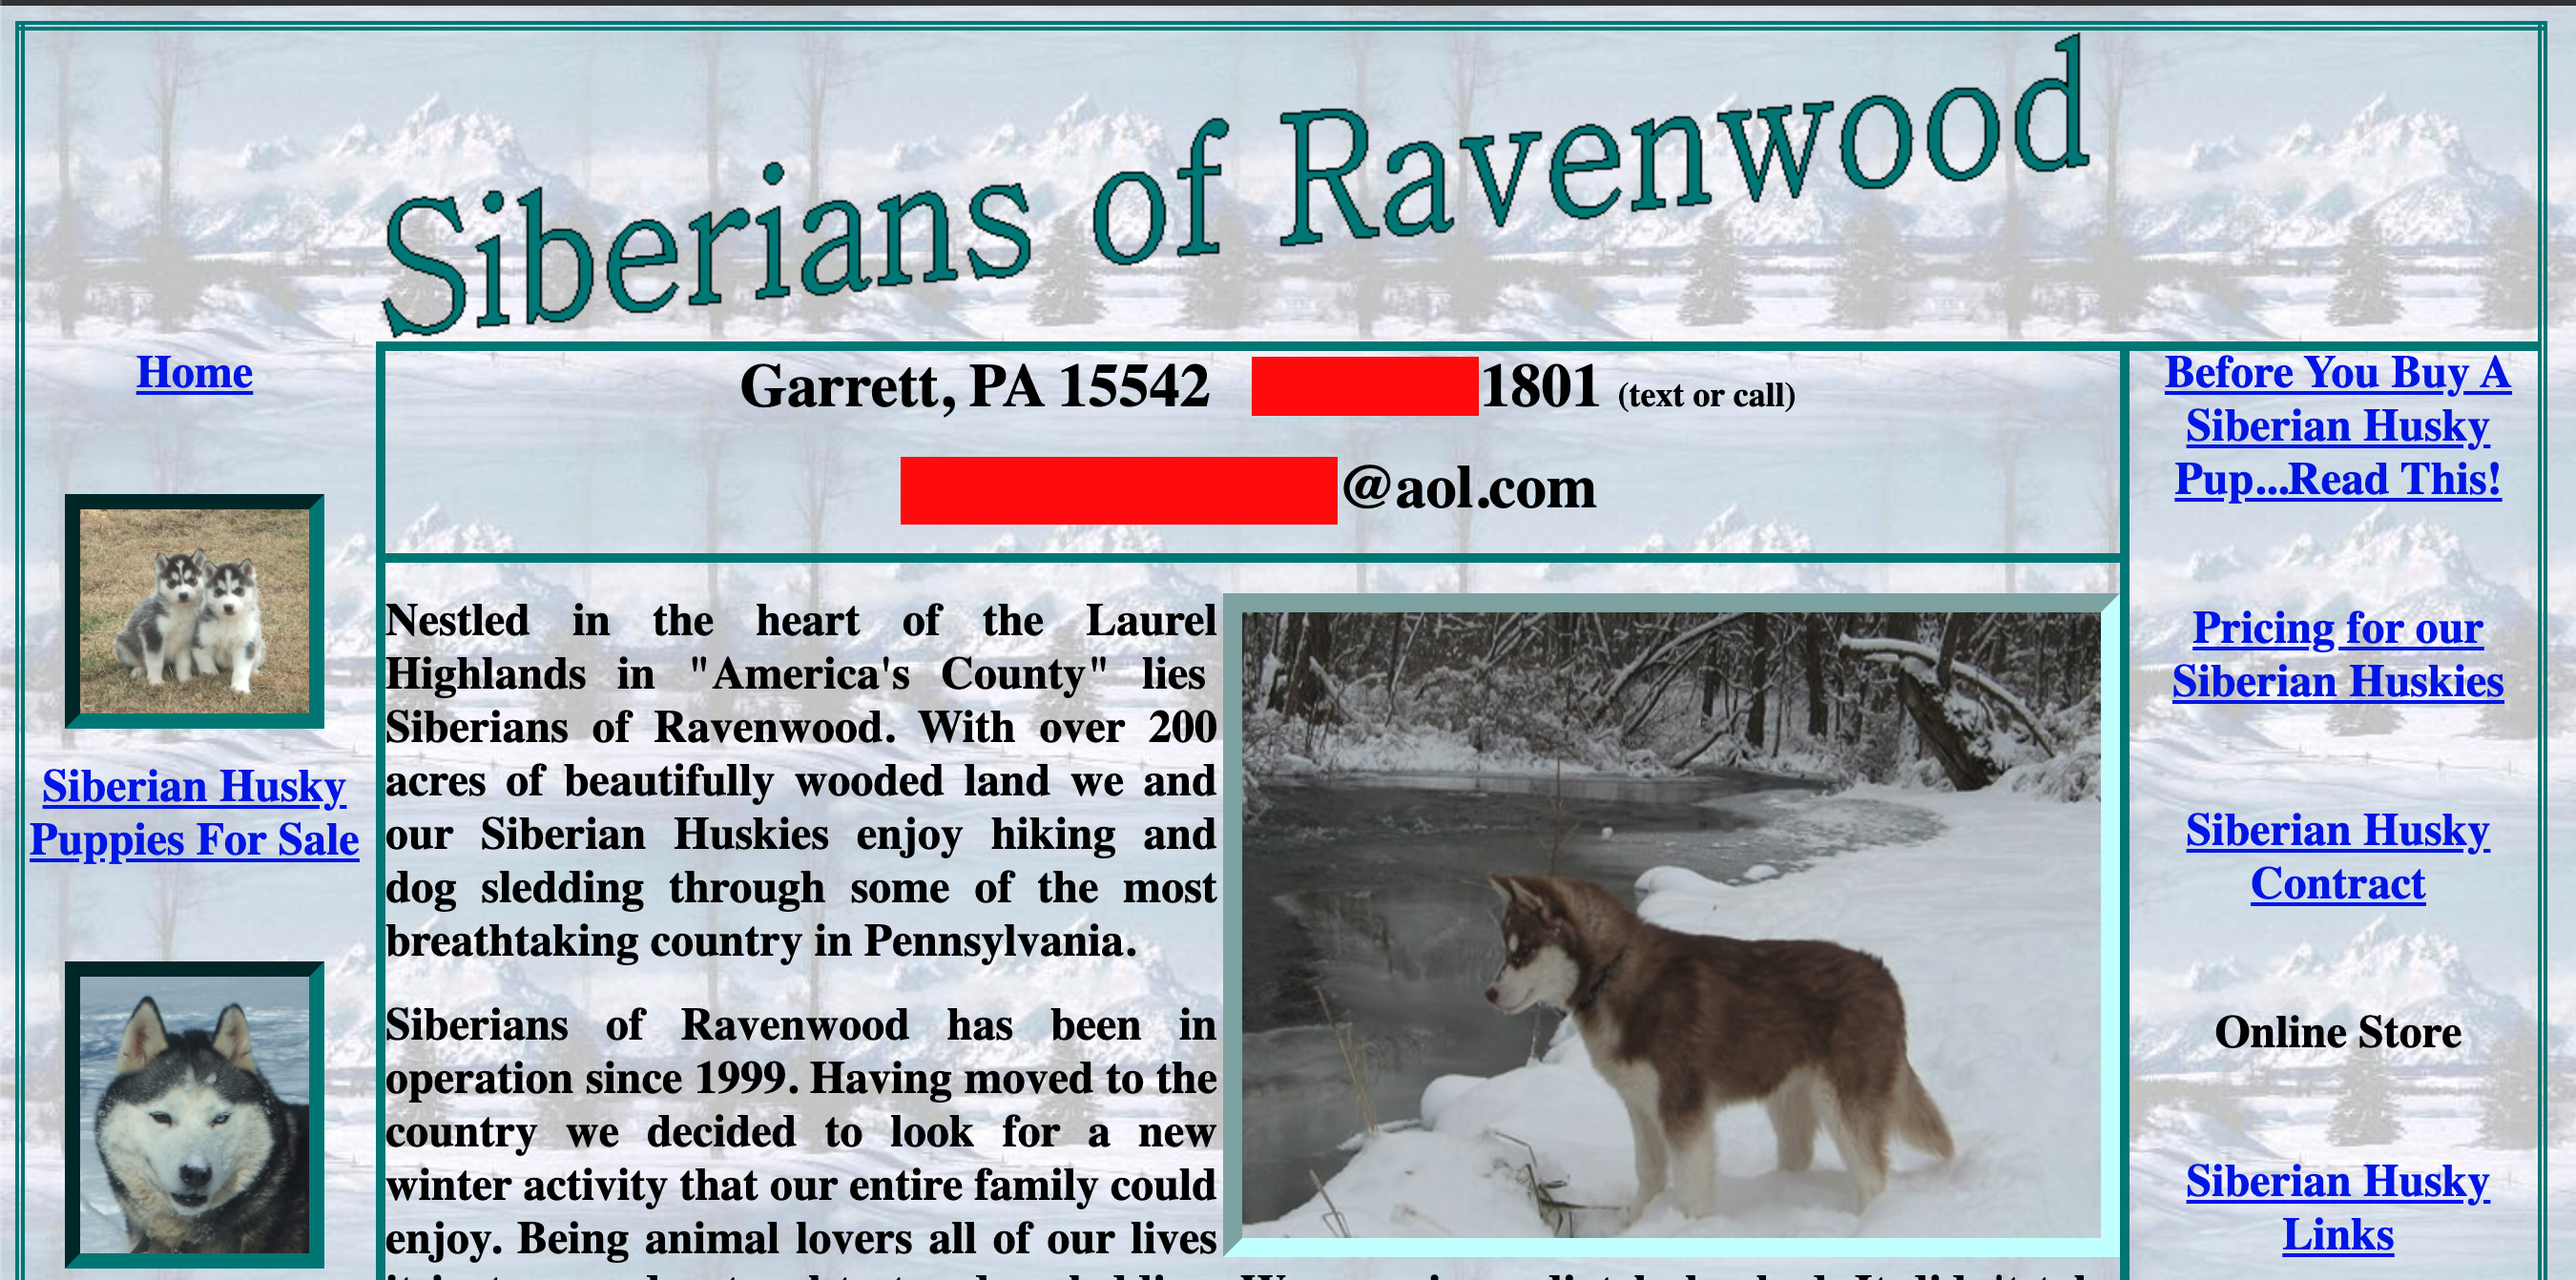 Siberians of Ravenwood
Home
Siberian Husky
Puppies For Sale
Garrett, PA 15542 1801 (text or call)
@aol.com
Nestled in the heart of the Laurel
Highlands in "America's County" lies
Siberians of Ravenwood. With over 200
acres of beautifully wooded land we and
our Siberian Huskies enjoy hiking and
dog sledding through some of the most
breathtaking country in Pennsylvania.
Siberians of Ravenwood has been in
operation since 1999. Having moved to the
country we decided to look for a new
winter activity that our entire family could
enjoy. Being animal lovers all of our lives
Before You Buy A
Siberian Husky
Pup...Read This!
Pricing for our
Siberian Huskies
Siberian Husky
Contract
Online Store
Siberian Husky
Links